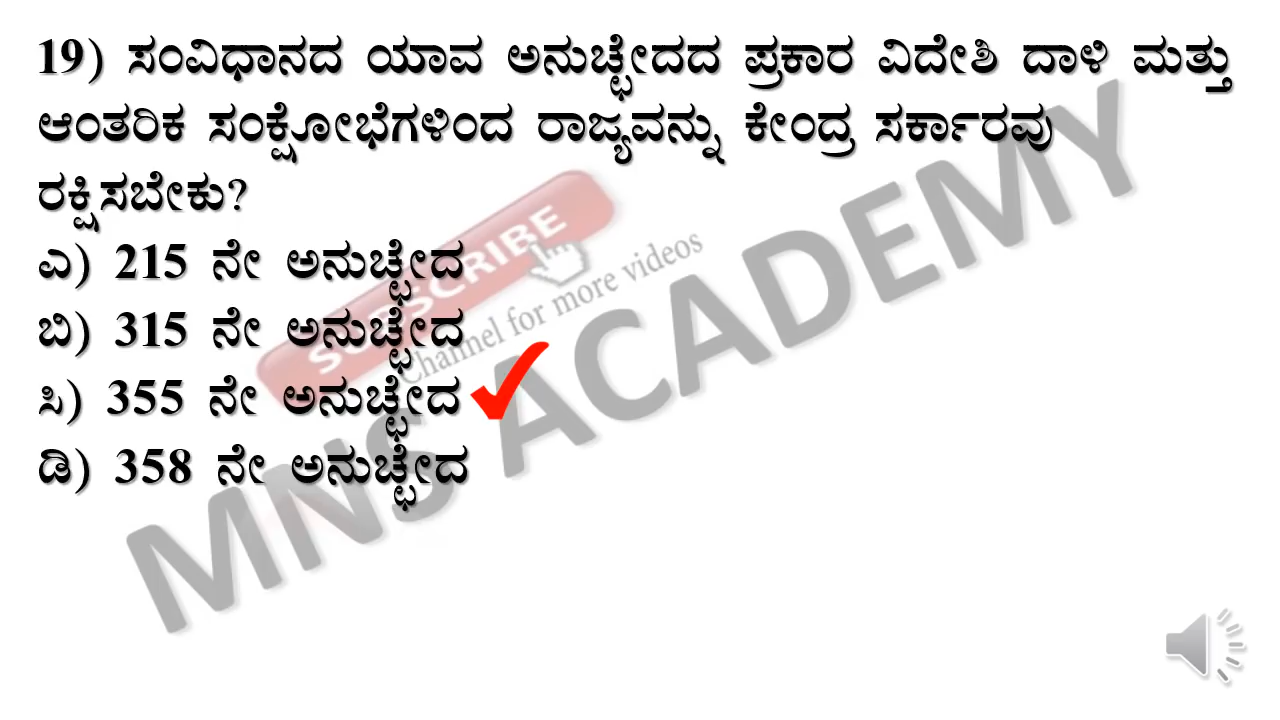 19) ಸಂವಿಧಾನದ ಯಾವ ಅನುಚ್ಛೇದದ ಪ್ರಕಾರ ವಿದೇಶಿ ದಾಳಿ ಮತ್ತು
ಆಂತರಿಕ ಸಂಕ್ಷೋಭೆಗಳಿಂದ ರಾಜ್ಯವನ್ನು ಕೇಂದ್ರ ಸರ್ಕಾರವು
ರಕ್ಷಿಸಬೇಕು?
ಎ) 215 ನೇ ಅನುಚ್ಛೇದ
ಬಿ) 315 ನೇ ಅನುಚ್ಛೇದ
ಸಿ) 355 ನೇ ಅನುಚ್ಛೇದ
ಡಿ) 358 ನೇ ಅನುಚ್ಛೇದ
SUBSCRIBE
Channel for more videos
MNS ACADEMY